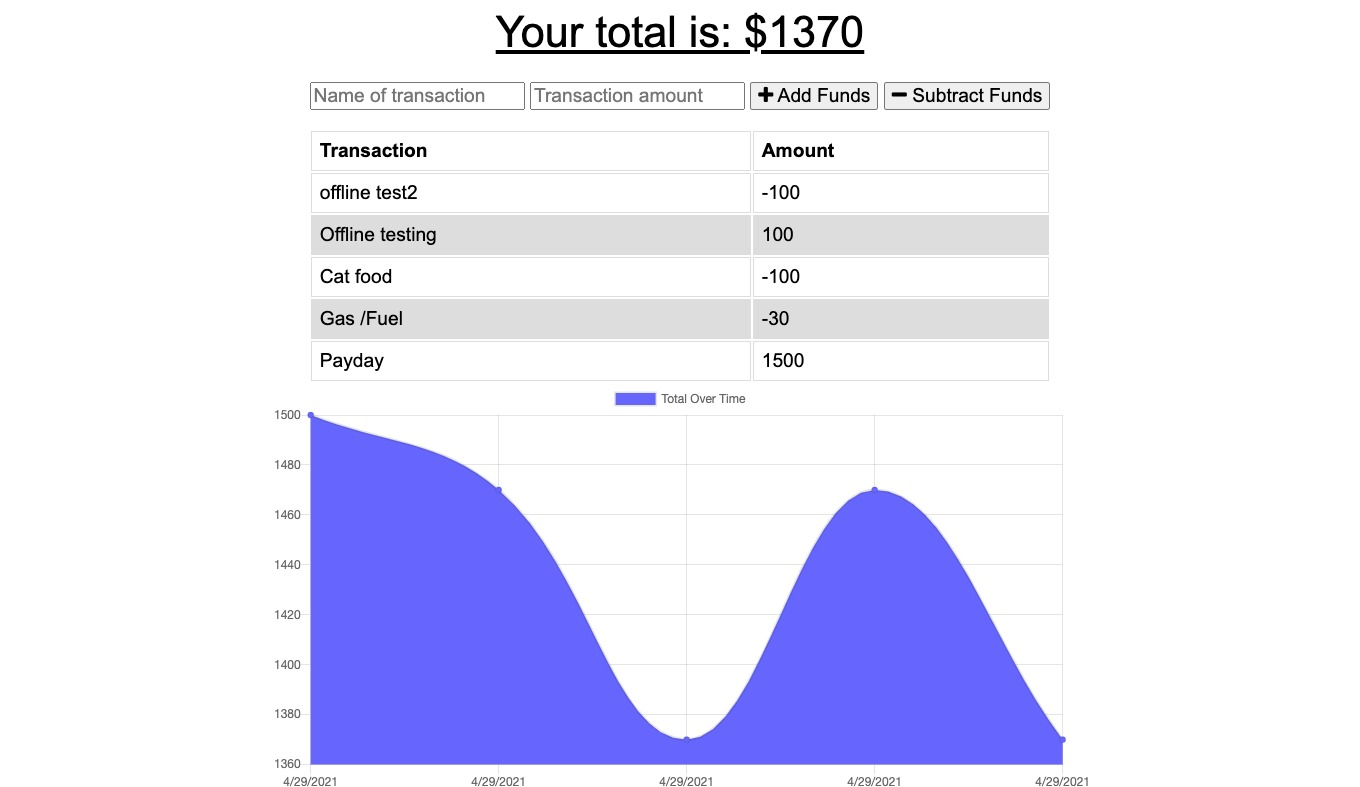 Your total is: $1370
Name of transaction Transaction amount Add Funds Subtract Funds
Transaction Amount
offline test2 -100
Offline testing 100
Cat food -100
Gas /Fuel -30
Payday 1500
Total Over Time
1500
1480
1460
1440
1420
1400
1380
1360
4/29/2021 4/29/2021 4/29/2021 4/29/2021 4/29/2021